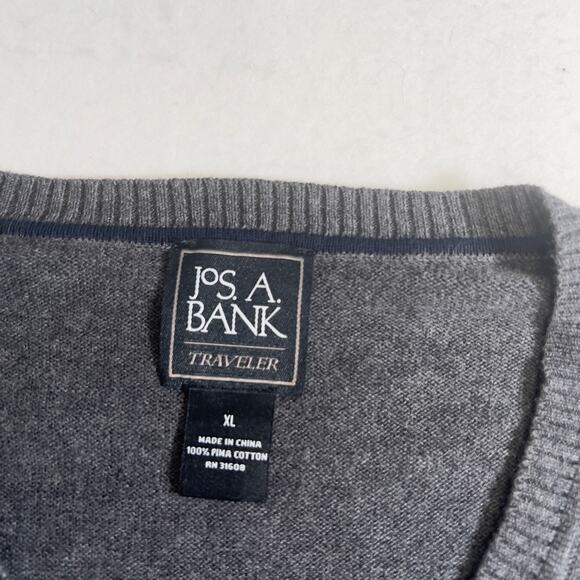 JoS. A.
BANK
TRAVELER
XL
MADE IN CHINA
100% PIMA COTTON
RN 31608